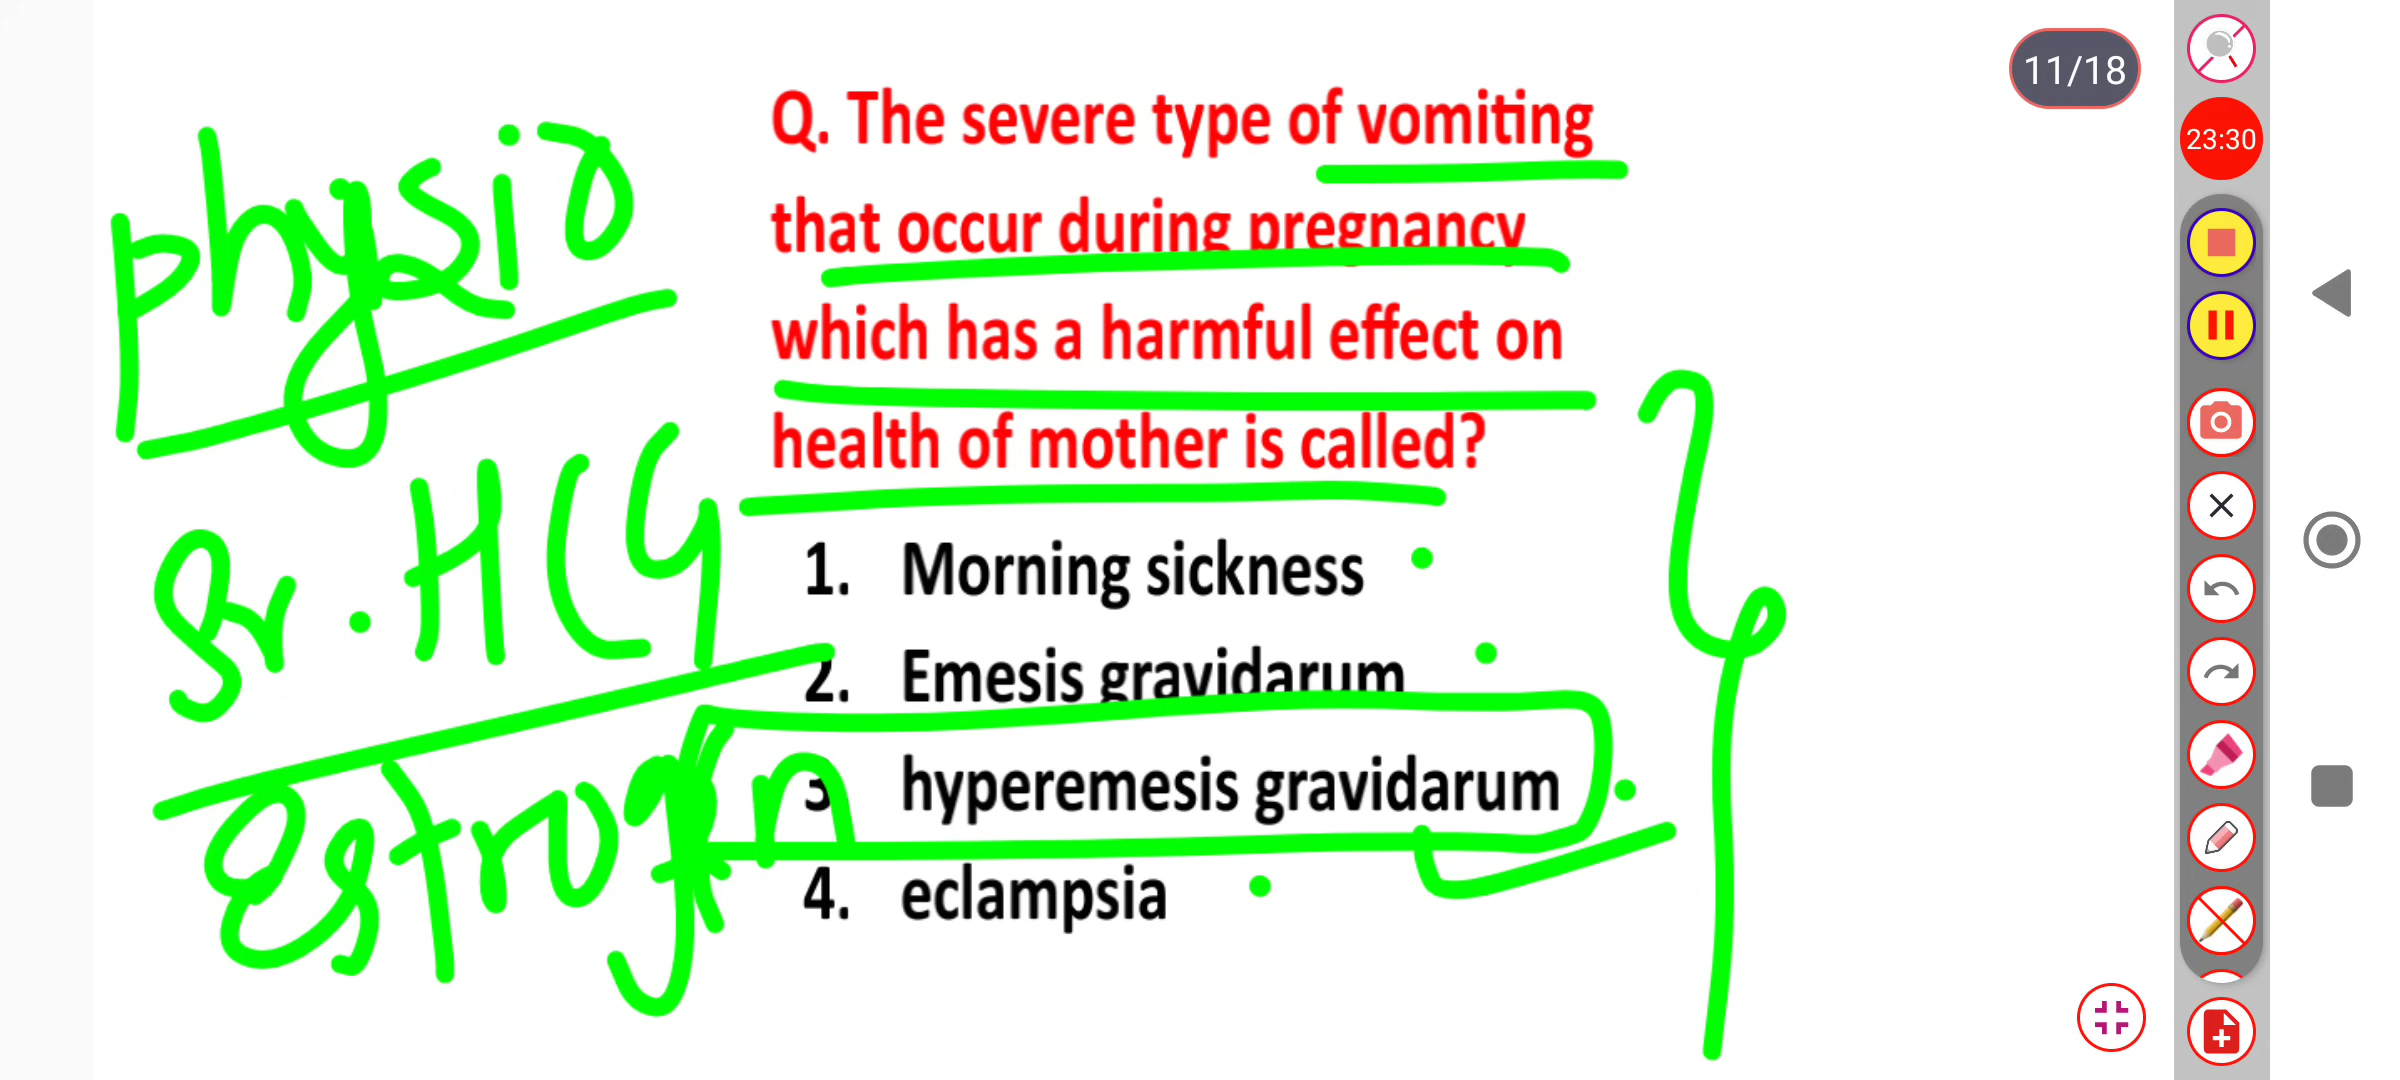 11/18
23:30
Q. The severe type of vomiting
that occur during pregnancy
which has a harmful effect on
health of mother is called?
1. Morning sickness
2. Emesis gravidarum
3 hyperemesis gravidarum
4. eclampsia
physio
Sr. HCG
Estrogen